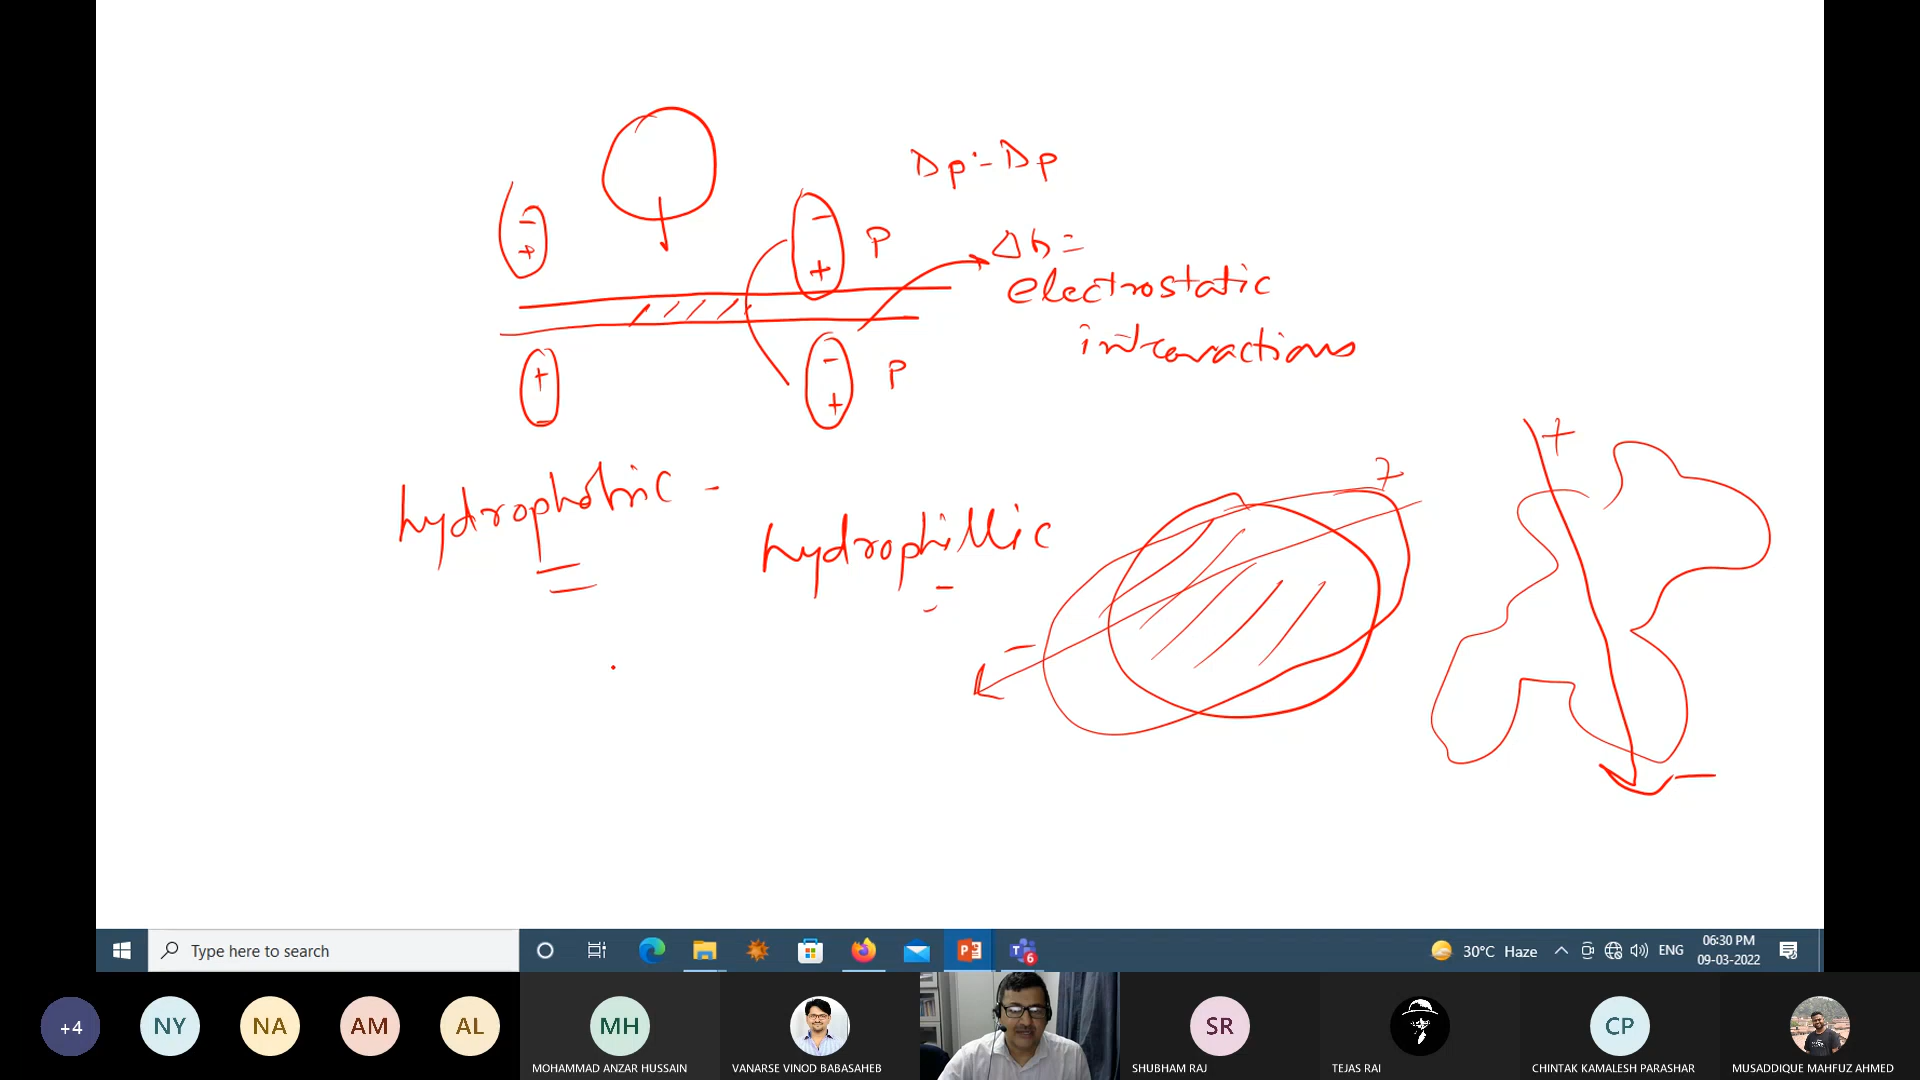 Dp - Dp
- + - + P
Δh =
electrostatic
interactions
+ - - + P
hydrophobic -
hydrophillic
+
+
-
-
Type here to search
6
30°C Haze
ENG
06:30 PM
09-03-2022
+4
NY
NA
AM
AL
MH
SR
CP
MOHAMMAD ANZAR HUSSAIN
VANARSE VINOD BABASAHEB
SHUBHAM RAJ
TEJAS RAI
CHINTAK KAMALESH PARASHAR
MUSADDIQUE MAHFUZ AHMED